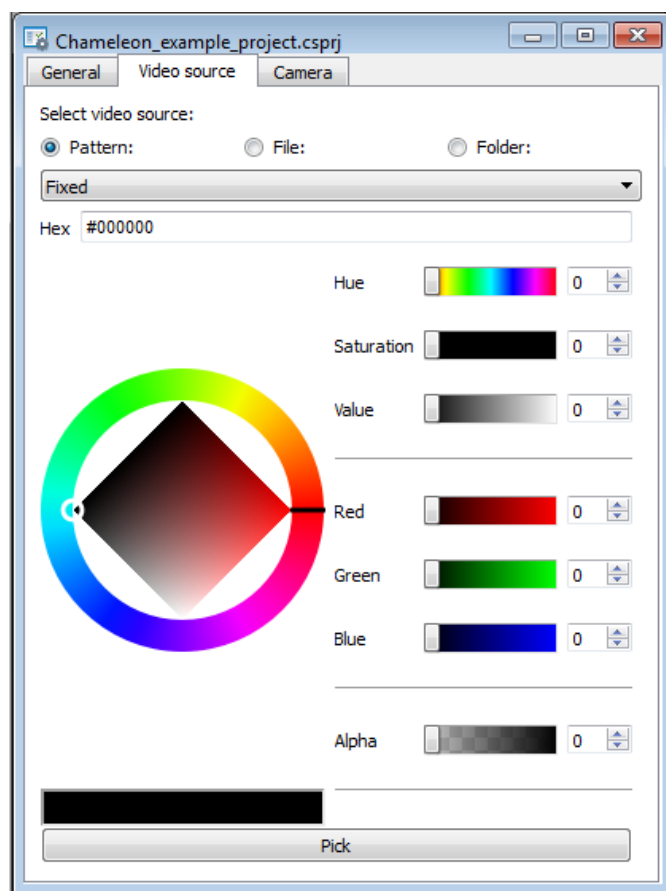 Chameleon_example_project.csprj
General Video source Camera
Select video source:
Pattern: File: Folder:
Fixed
Hex #000000
Hue 0
Saturation 0
Value 0
Red 0
Green 0
Blue 0
Alpha 0
Pick